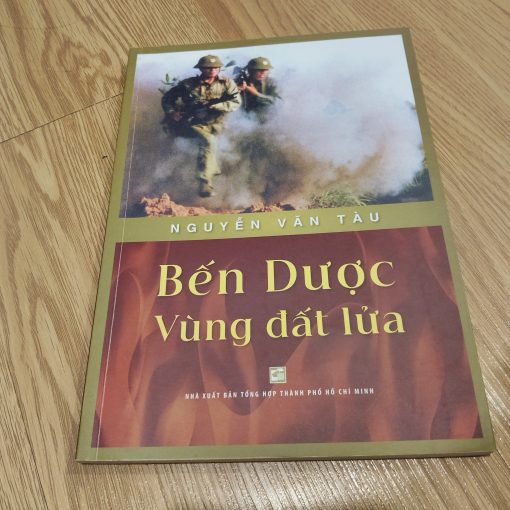 NGUYỄN VĂN TÀU
Bến Dược
Vùng đất lửa
NHÀ XUẤT BẢN TỔNG HỢP THÀNH PHỐ HỒ CHÍ MINH